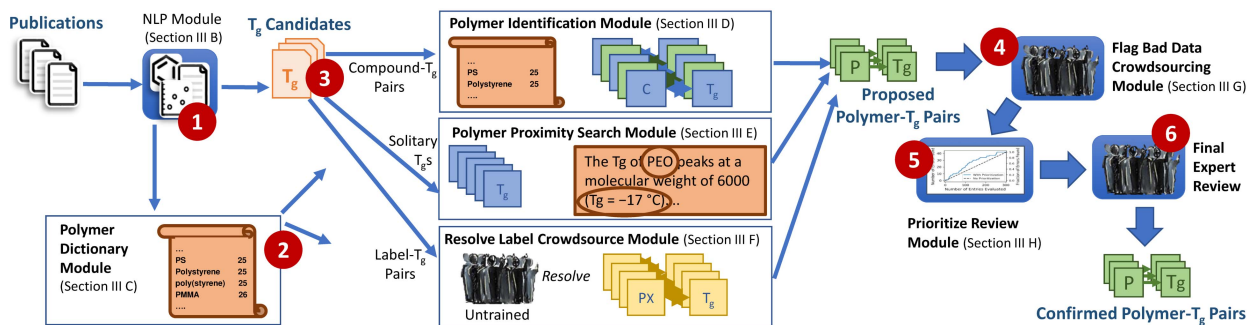 Publications
NLP Module
(Section III B)
1
Tg Candidates
Tg
3
Compound-Tg
Pairs
Solitary
Tgs
Label-Tg
Pairs
Polymer
Dictionary
Module
(Section III C)
...
PS 25
Polystyrene 25
poly(styrene) 25
PMMA 26
....
2
Polymer Identification Module (Section III D)
...
PS 25
Polystyrene 25
....
C
Tg
Polymer Proximity Search Module (Section III E)
Tg
The Tg of PEO peaks at a
molecular weight of 6000
(Tg = −17 °C)...
Resolve Label Crowdsource Module (Section III F)
Untrained
Resolve
PX
Tg
P
Tg
Proposed
Polymer-Tg Pairs
4
Flag Bad Data
Crowdsourcing
Module (Section III G)
5
Number of Entries Evaluated
Prioritize Review
Module (Section III H)
6
Final
Expert
Review
P
Tg
Confirmed Polymer-Tg Pairs